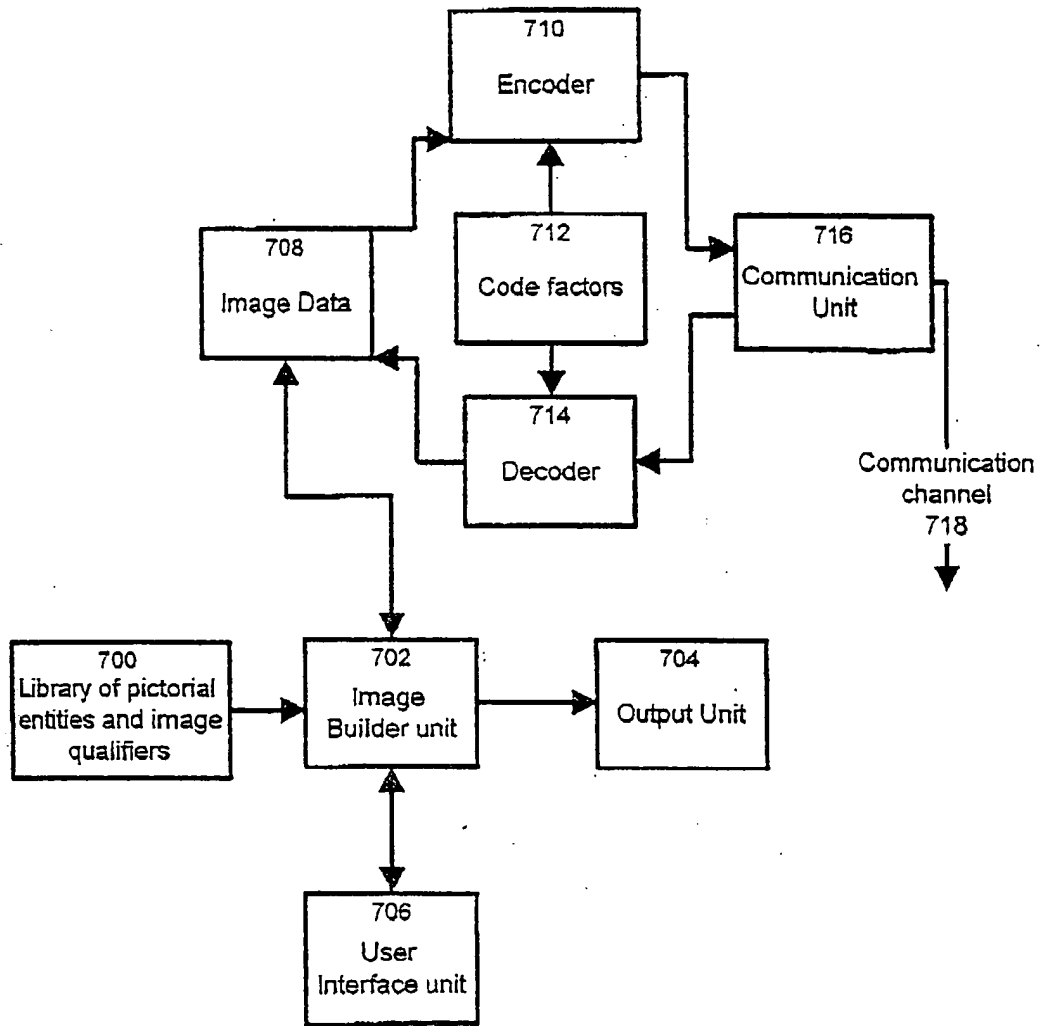 710
Encoder
708
Image Data
712
Code factors
716
Communication
Unit
714
Decoder
Communication
channel
718
700
Library of pictorial
entities and image
qualifiers
702
Image
Builder unit
704
Output Unit
706
User
Interface unit